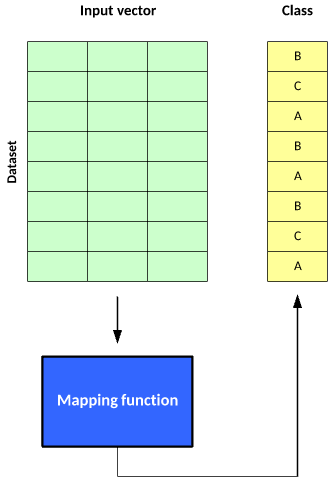 Input vector
Class
Dataset
B
C
A
B
A
B
C
A
Mapping function